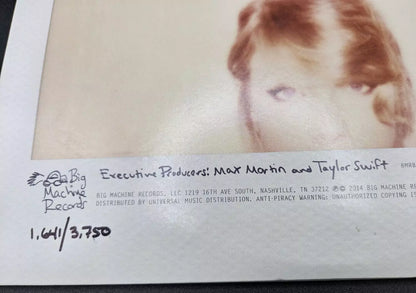 Big
Machine
Records
Executive Producers: Max Martin and Taylor Swift
BIG MACHINE RECORDS, LLC 1219 16TH AVE SOUTH, NASHVILLE, TN 37212 ℗© 2014 BIG MACHINE RE
DISTRIBUTED BY UNIVERSAL MUSIC DISTRIBUTION. ANTI-PIRACY WARNING: UNAUTHORIZED COPYING IS
1,641/3,750